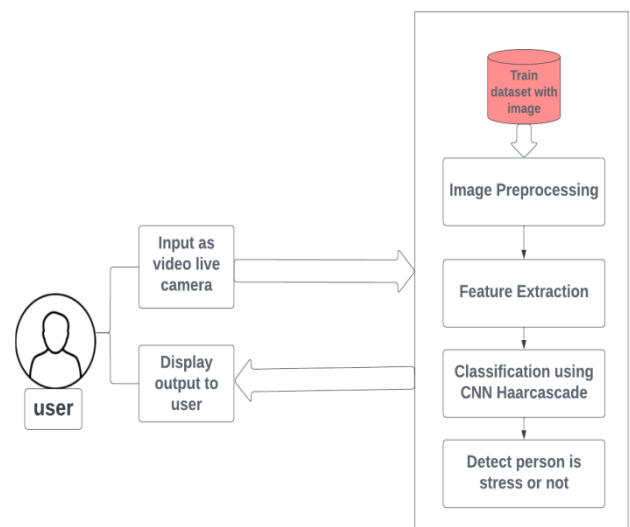 Train
dataset with
image
Image Preprocessing
Input as
video live
camera
Feature Extraction
Display
output to
user
user
Classification using
CNN Haarcascade
Detect person is
stress or not